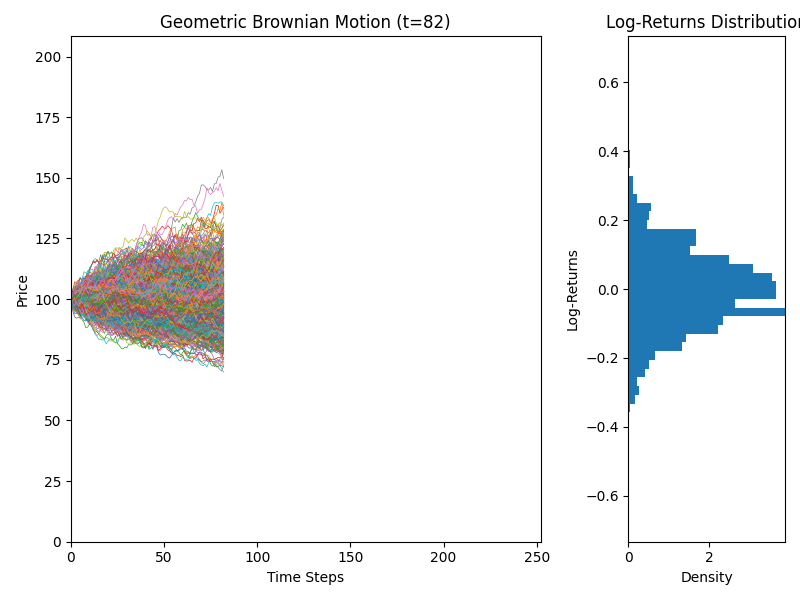 Geometric Brownian Motion (t=82)
Price
200
175
150
125
100
75
50
25
0
0 50 100 150 200 250
Time Steps
Log-Returns Distribution
Log-Returns
0.6
0.4
0.2
0.0
−0.2
−0.4
−0.6
0 2
Density